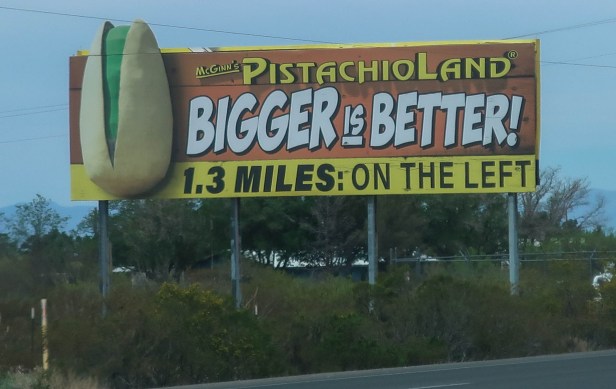 McGinn's PistachioLand®
BIGGER IS BETTER!
1.3 MILES: ON THE LEFT